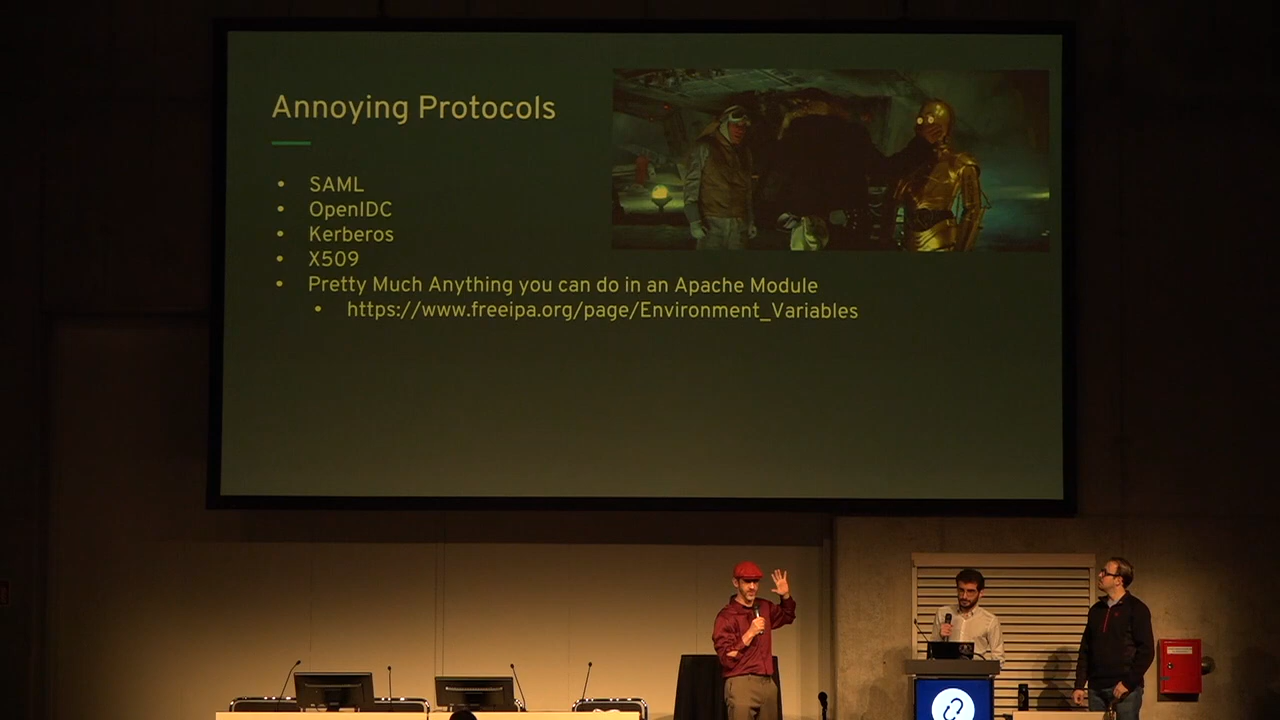 Annoying Protocols
SAML
OpenIDC
Kerberos
X509
Pretty Much Anything you can do in an Apache Module
https://www.freeipa.org/page/Environment_Variables